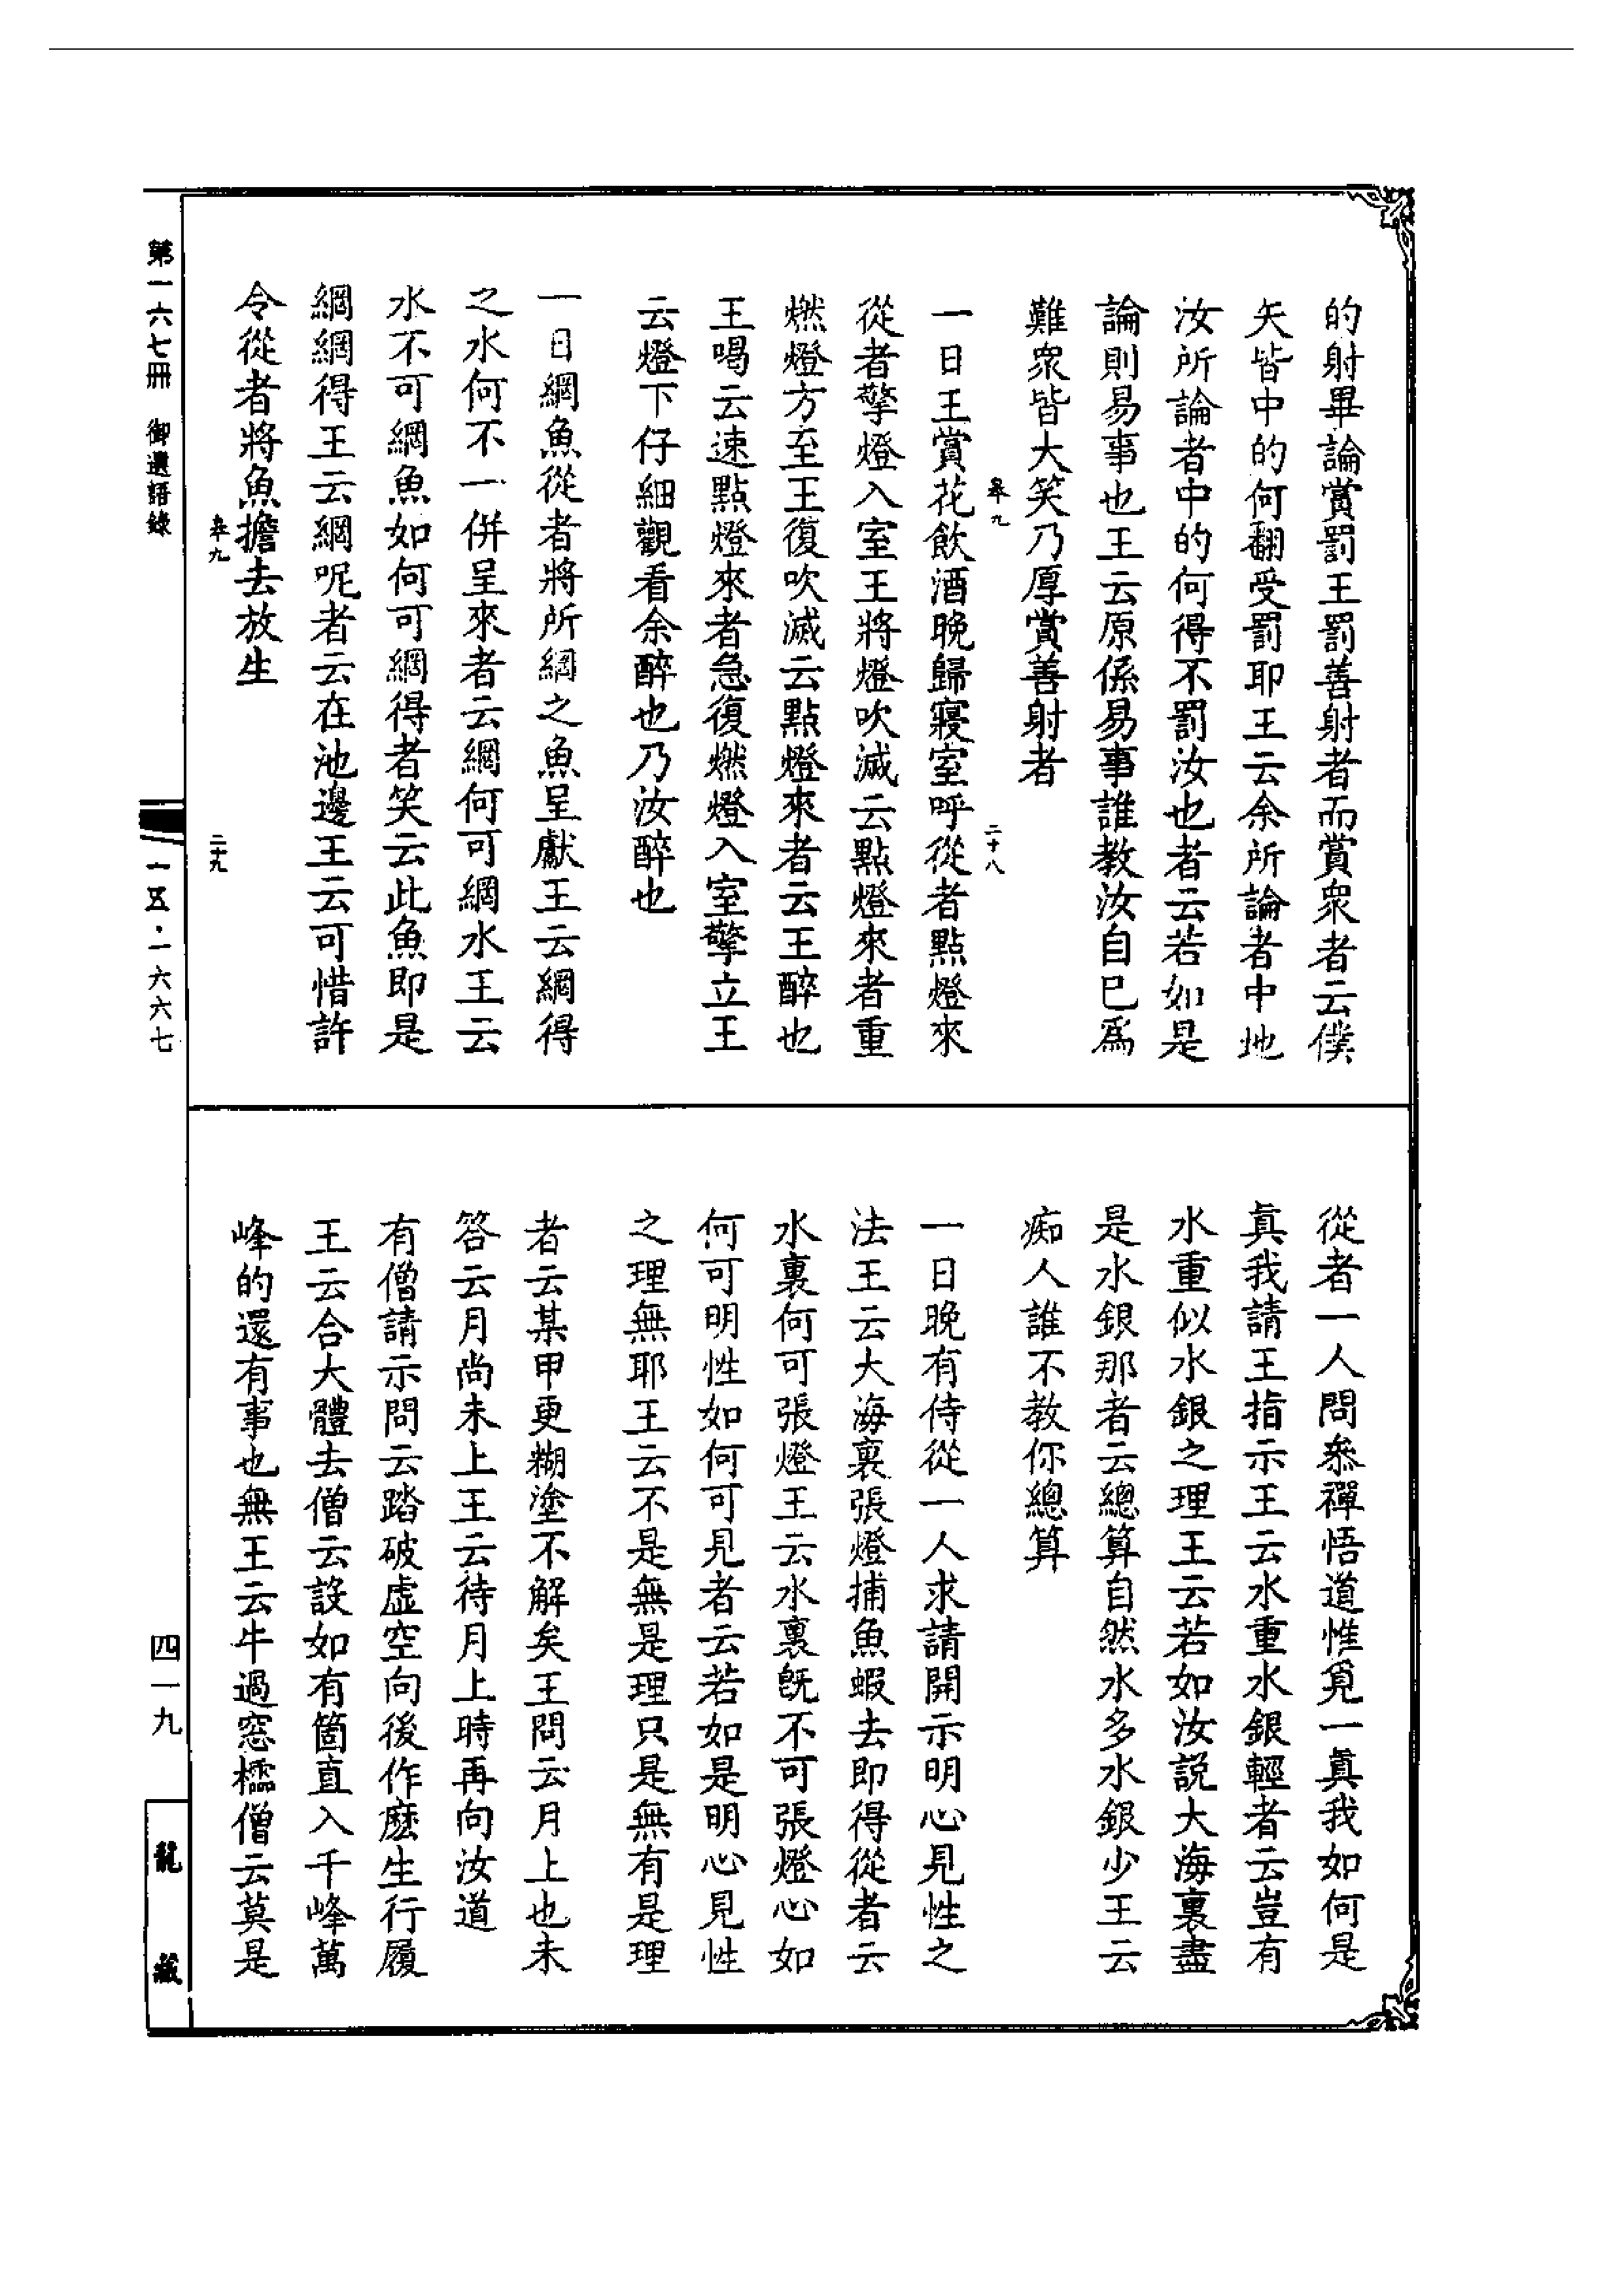 的射畢論賞罰王罰善射者而賞衆者云僕
矢皆中的何翻受罰耶王云余所論者中地
汝所論者中的何得不罰汝也者云若如是
論則易事也王云原係易事誰教汝自己爲
難衆皆大笑乃厚賞善射者
九
二十八
一日王賞花飲酒晚歸寢室呼從者點燈來
從者擎燈入室王將燈吹滅云點燈來者重
燃燈方至王復吹滅云點燈來者云王醉也
王喝云速點燈來者急復燃燈入室擎立王
云燈下仔細觀看余醉也乃汝醉也
一日網魚從者將所網之魚呈獻王云網得
之水何不一併呈來者云網何可網水王云
水不可網魚如何可網得者笑云此魚即是
網網得王云網呢者云在池邊王云可惜許
令從者將魚擔去放生
九
二十九
從者一人問叅禪悟道惟覓一眞我如何是
眞我請王指示王云水重水銀輕者云豈有
水重似水銀之理王云若如汝説大海裏盡
是水銀那者云總算自然水多水銀少王云
痴人誰不教你總算
一日晚有侍從一人求請開示明心見性之
法王云大海裏張燈捕魚蝦去即得從者云
水裏何可張燈王云水裏旣不可張燈心如
何可明性如何可見者云若如是明心見性
之理無耶王云不是無是理只是無有是理
者云某甲更糊塗不解矣王問云月上也未
答云月尚未上王云待月上時再向汝道
有僧請示問云踏破虛空向後作麽生行履
王云合大體去僧云設如有箇直入千峰萬
峰的還有事也無王云牛過窓櫺僧云莫是
第一六七冊　御選語錄
一五·一六六七
四一九
龍藏